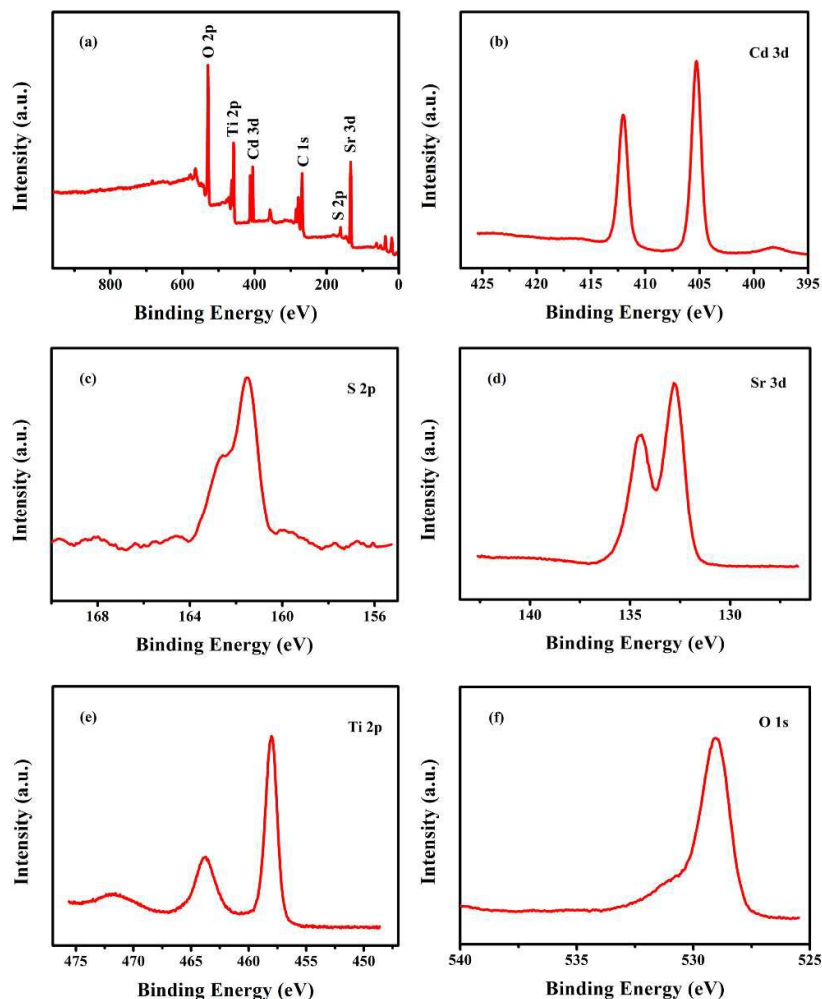 (a)
O 2p
Ti 2p
Cd 3d
C 1s
S 2p
Sr 3d
Intensity (a.u.)
800 600 400 200 0
Binding Energy (eV)
(b)
Cd 3d
Intensity (a.u.)
425 420 415 410 405 400 395
Binding Energy (eV)
(c)
S 2p
Intensity (a.u.)
168 164 160 156
Binding Energy (eV)
(d)
Sr 3d
Intensity (a.u.)
140 135 130
Binding Energy (eV)
(e)
Ti 2p
Intensity (a.u.)
475 470 465 460 455 450
Binding Energy (eV)
(f)
O 1s
Intensity (a.u.)
540 535 530 525
Binding Energy (eV)